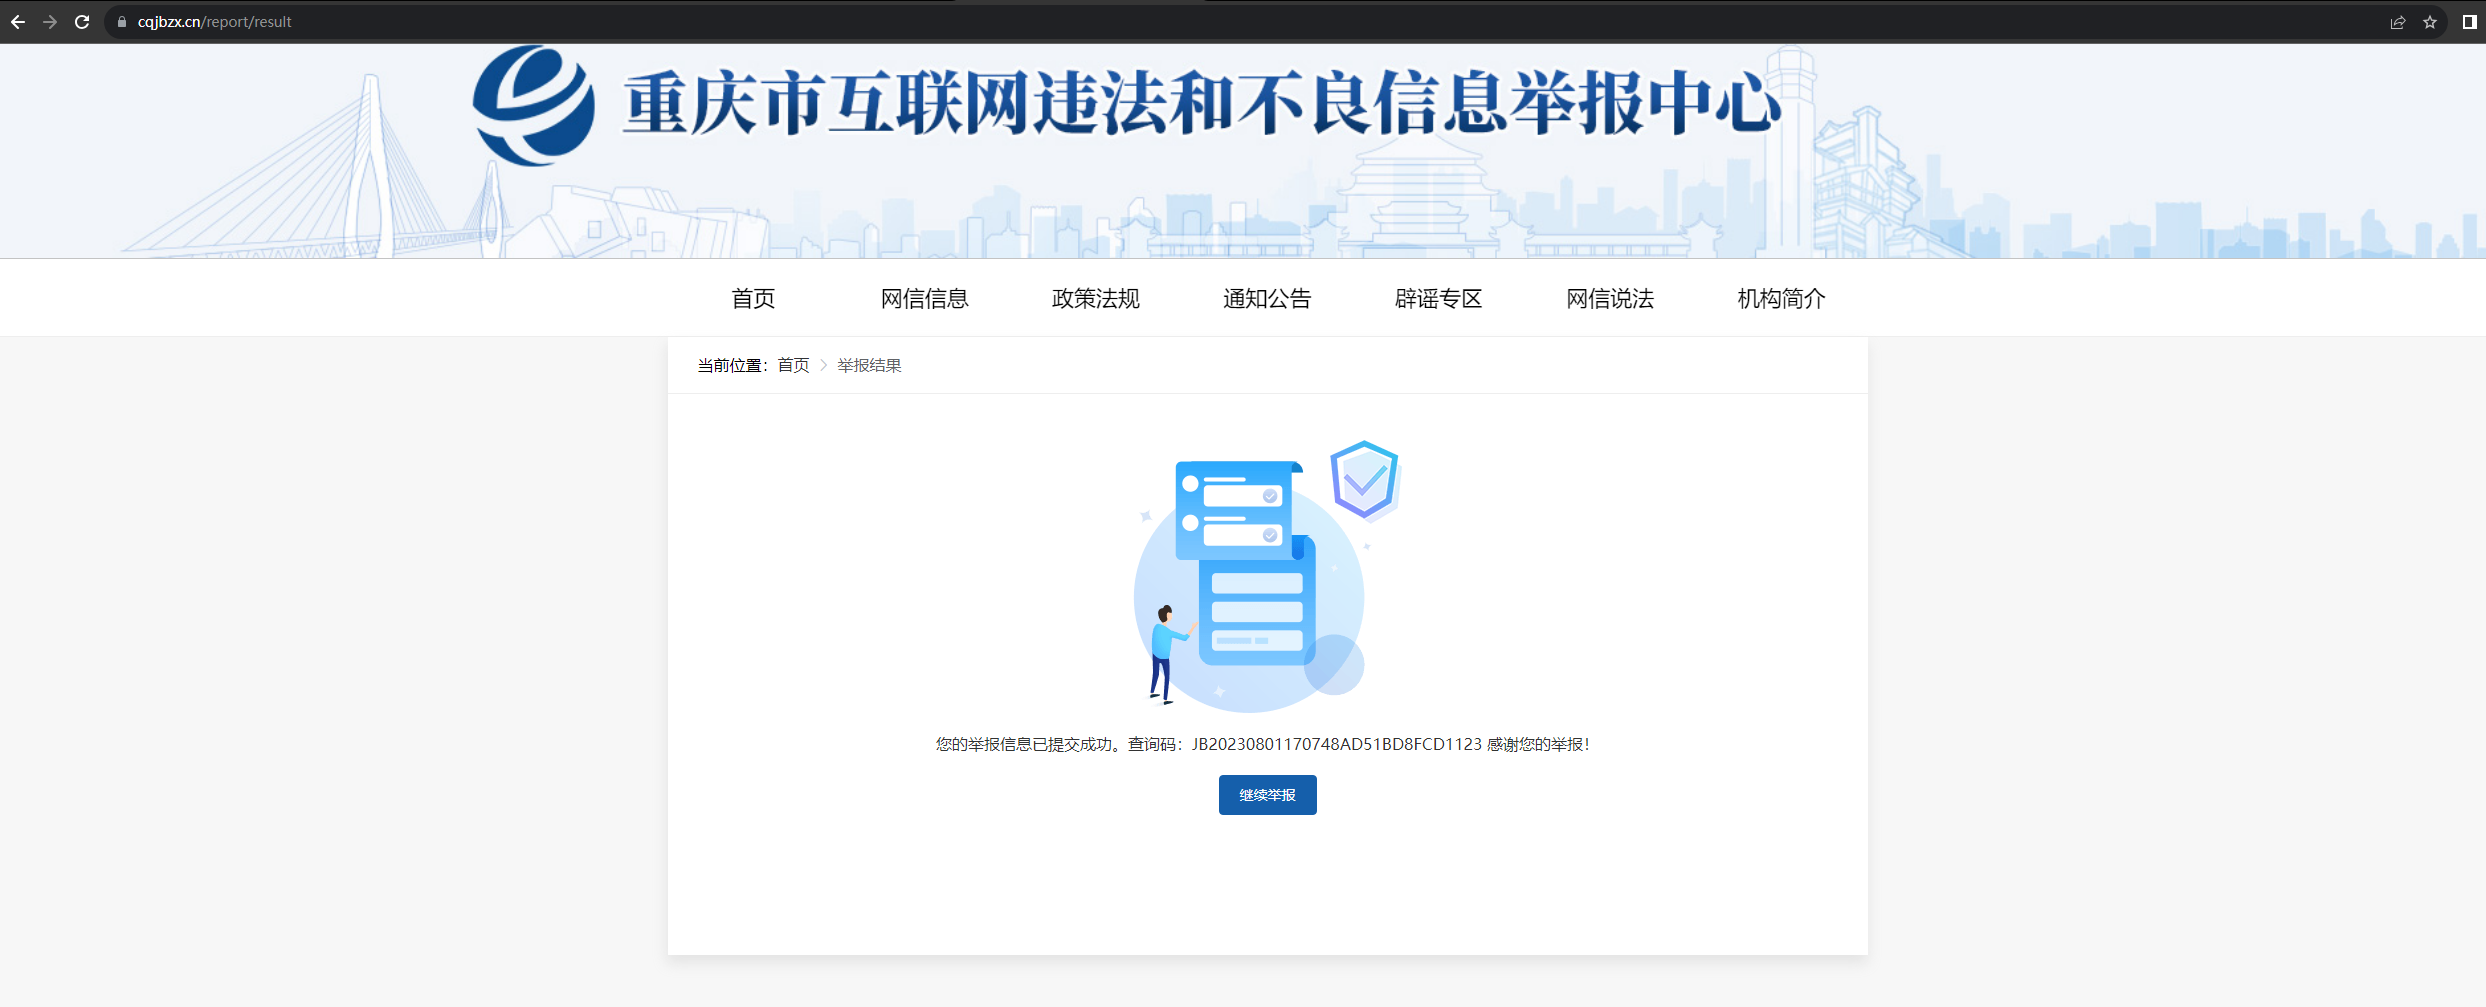 cqjbzx.cn/report/result
重庆市互联网违法和不良信息举报中心
首页 网信信息 政策法规 通知公告 辟谣专区 网信说法 机构简介
当前位置：首页 > 举报结果
您的举报信息已提交成功。查询码：JB20230801170748AD51BD8FCD1123 感谢您的举报！
继续举报